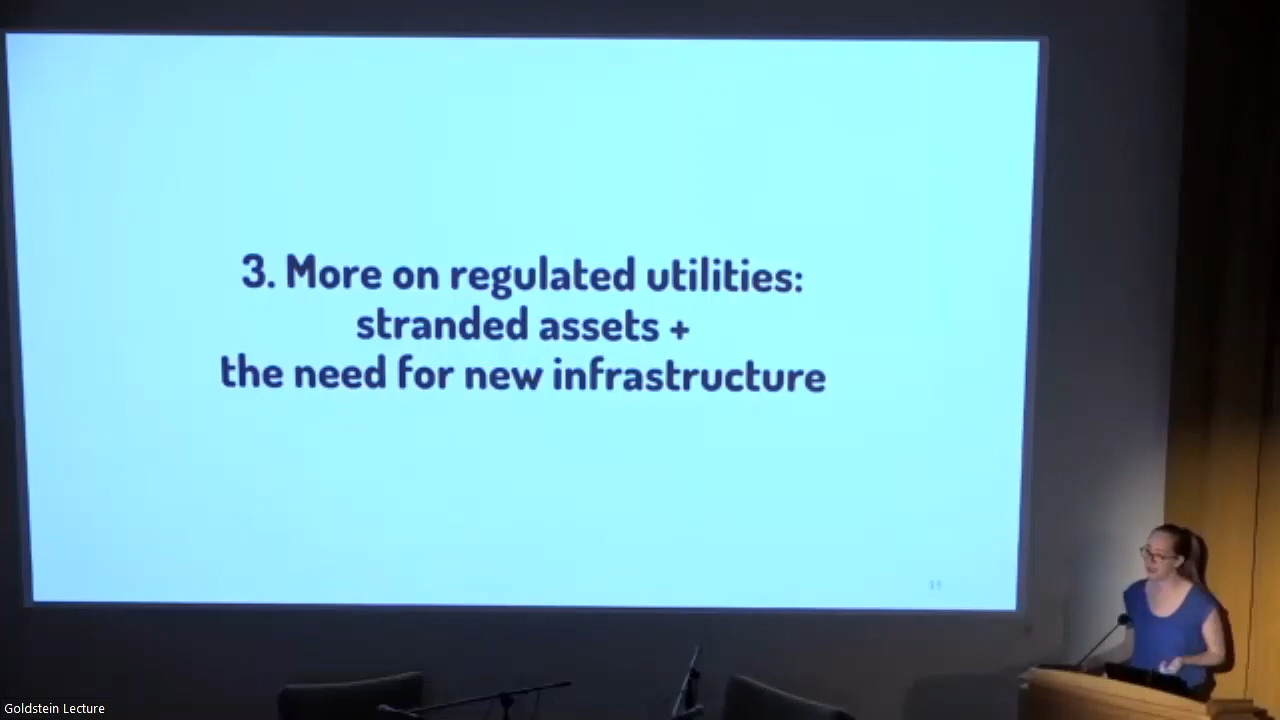 3. More on regulated utilities:
stranded assets +
the need for new infrastructure
Goldstein Lecture